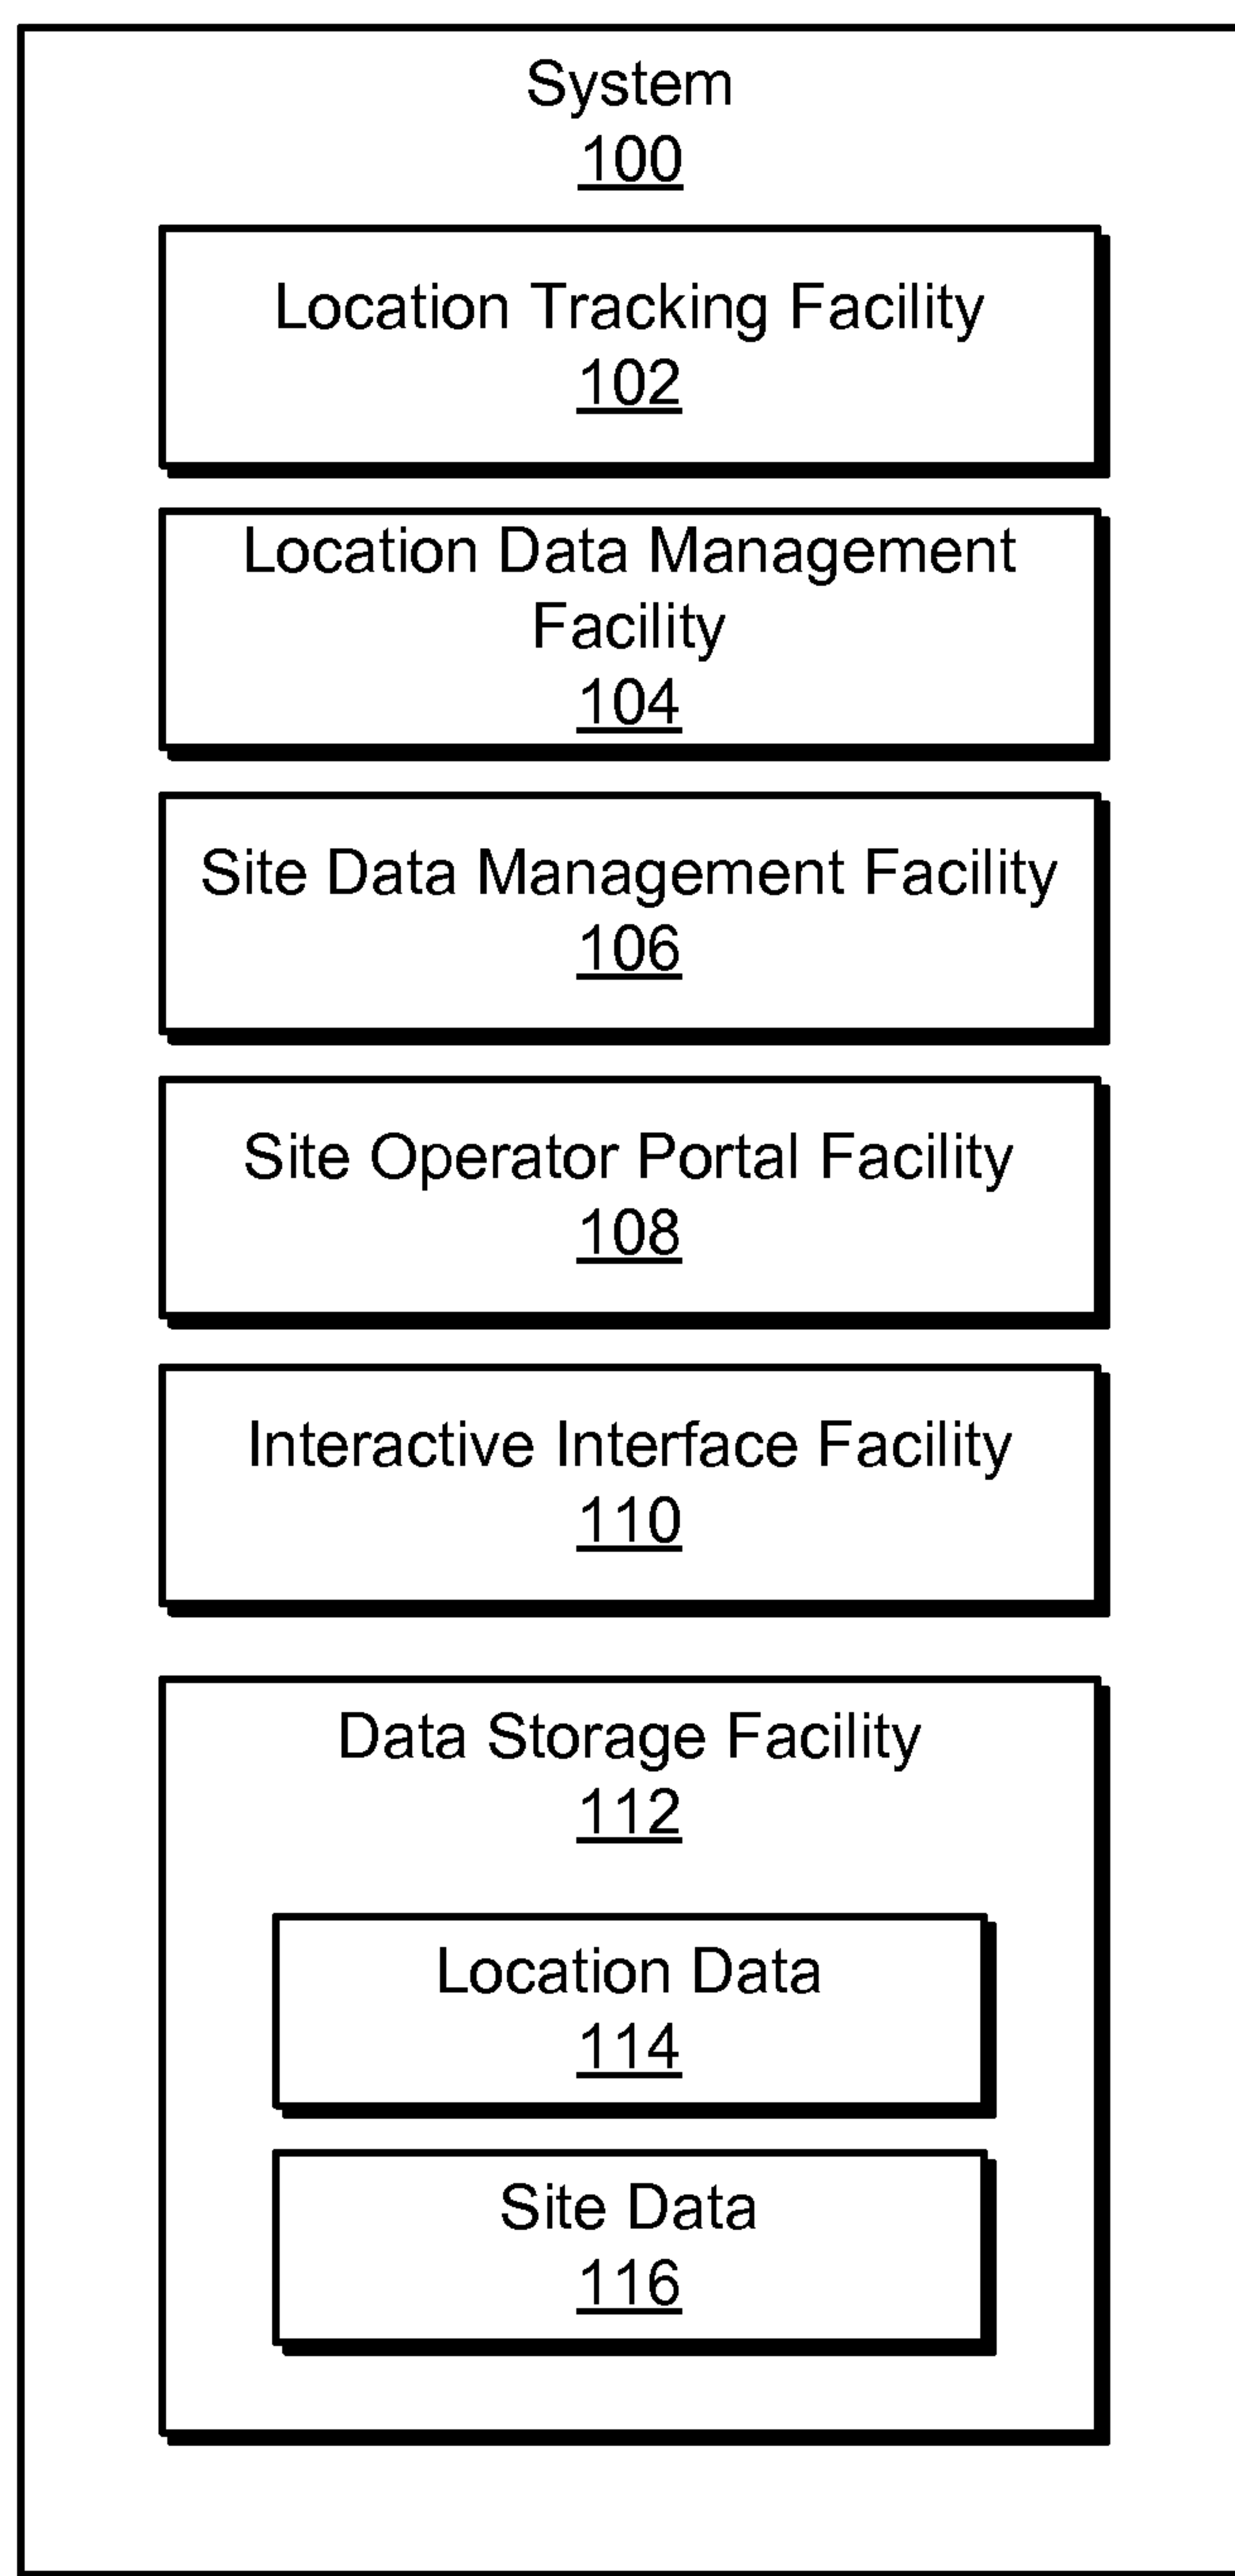 System
100
Location Tracking Facility
102
Location Data Management
Facility
104
Site Data Management Facility
106
Site Operator Portal Facility
108
Interactive Interface Facility
110
Data Storage Facility
112
Location Data
114
Site Data
116